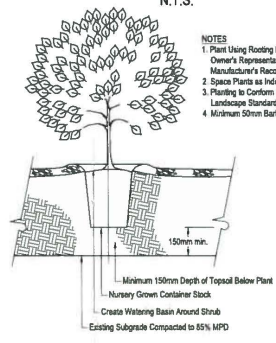 N.T.S.
NOTES
1. Plant Using Rooting
Owner's Representa
Manufacturer's Reco
2. Space Plants as Inde
3. Planting to Conform
Landscape Standard
4 Minimum 50mm Bar
150mm min.
Minimum 150mm Depth of Topsoil Below Plant
Nursery Grown Container Stock
Create Watering Basin Around Shrub
Existing Subgrade Compacted to 85% MPD